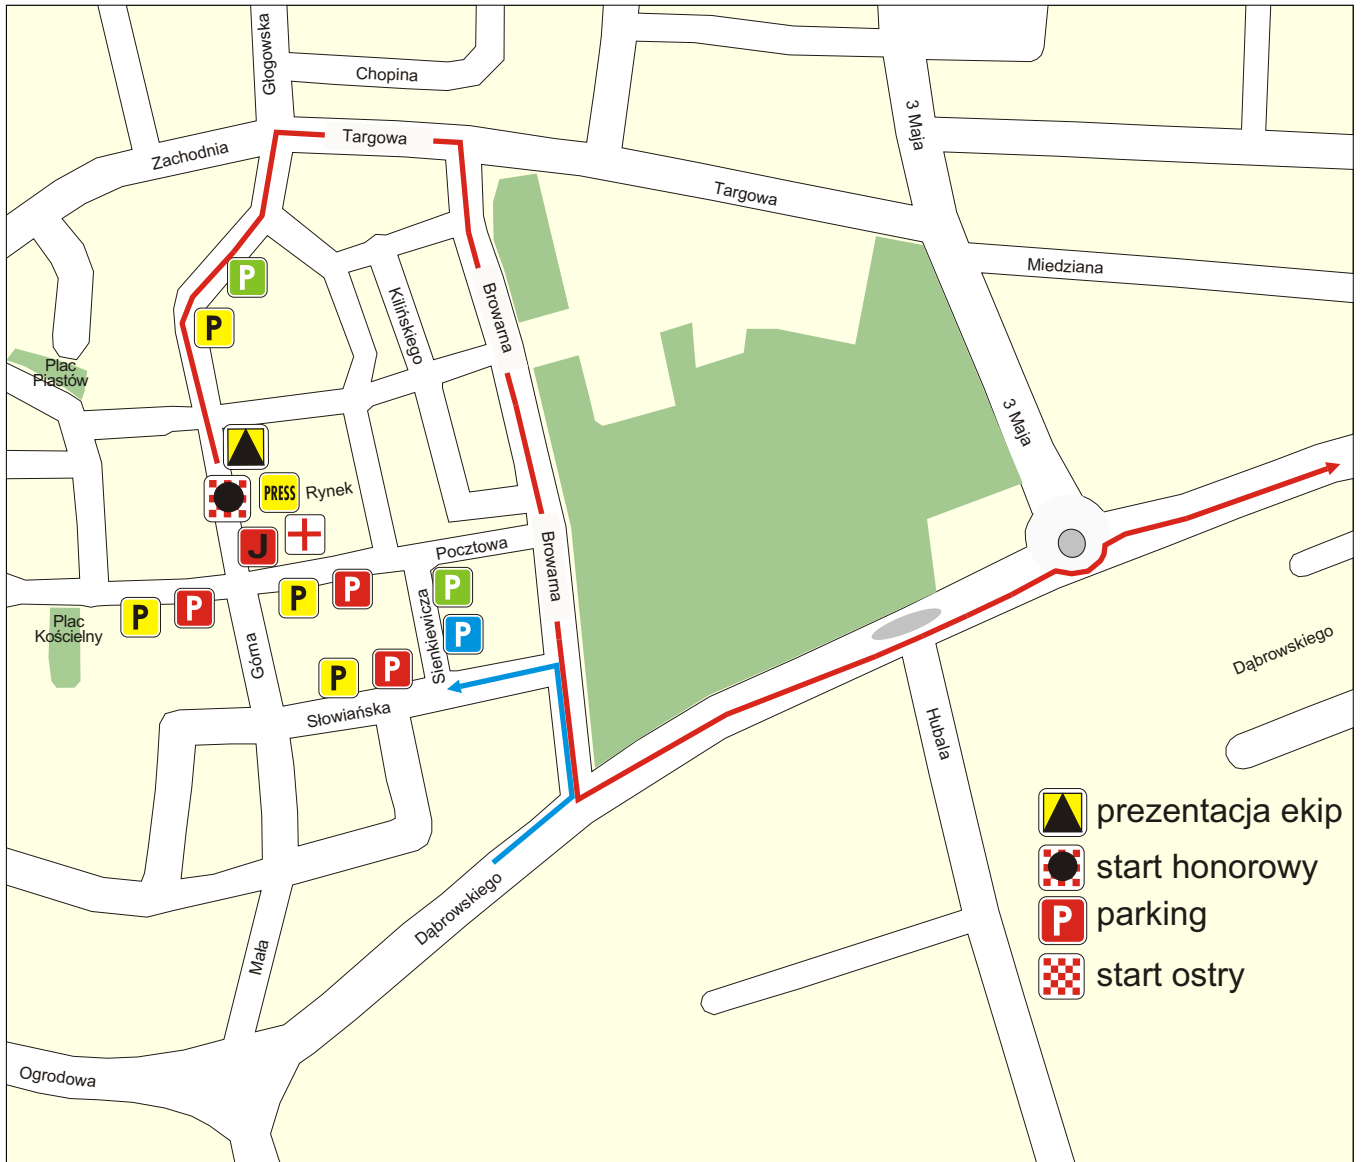 Głogowska
Chopina
Targowa
Zachodnia
3 Maja
Targowa
Miedziana
P
Kilińskiego
Browarna
P
Plac
Piastów
3 Maja
PRESS
Rynek
J
Pocztowa
Browarna
P
P
P
P
P
P
Plac
Kościelny
Sienkiewicza
P
Górna
P
P
Dąbrowskiego
Słowiańska
Hubala
prezentacja ekip
start honorowy
P
parking
start ostry
Dąbrowskiego
Mała
Ogrodowa